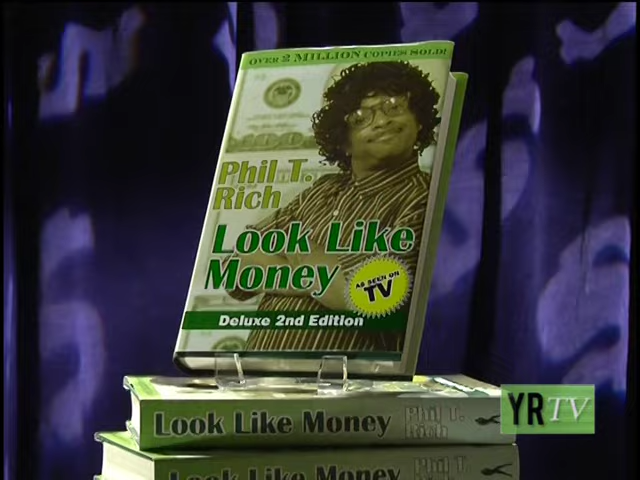 OVER 2 MILLION COPIES SOLD!
Phil T.
Rich
Look Like
Money
AS SEEN ON
TV
Deluxe 2nd Edition
Look Like Money Phil T.
Rich
YRTV
Look Like Money Phil T.